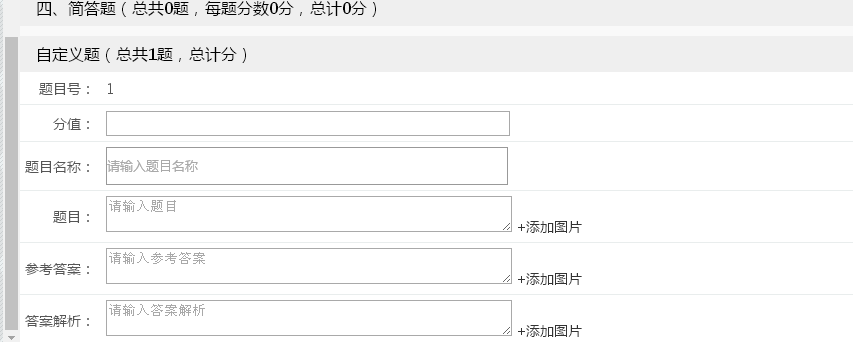 四、简答题（总共0题，每题分数0分，总计0分）
自定义题（总共1题，总计分）
题目号： 1
分值：
题目名称： 请输入题目名称
题目： 请输入题目 +添加图片
参考答案： 请输入参考答案 +添加图片
答案解析： 请输入答案解析 +添加图片